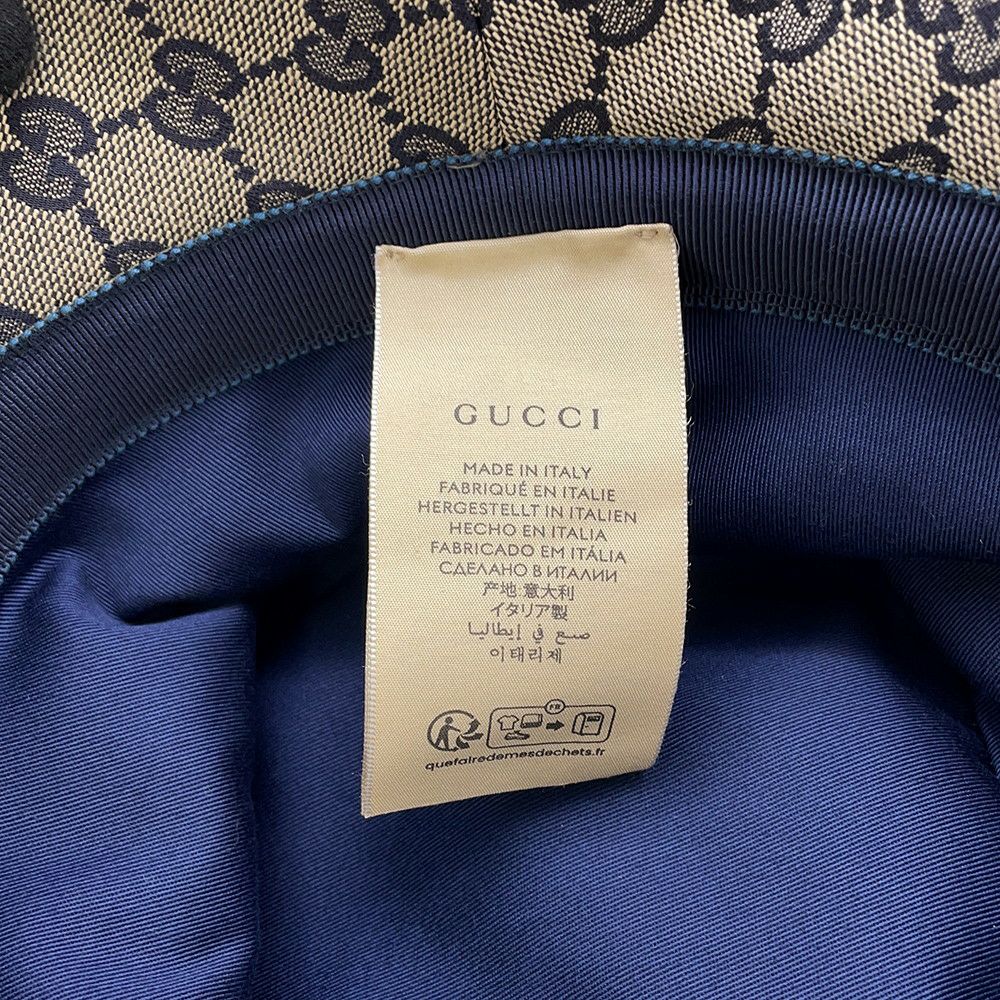 GUCCI
MADE IN ITALY
FABRIQUÉ EN ITALIE
HERGESTELLT IN ITALIEN
HECHO EN ITALIA
FABRICADO EM ITÁLIA
СДЕЛАНО В ИТАЛИИ
产地:意大利
イタリア製
صنع في إيطاليا
이태리제
FR
quefairedemesdechets.fr